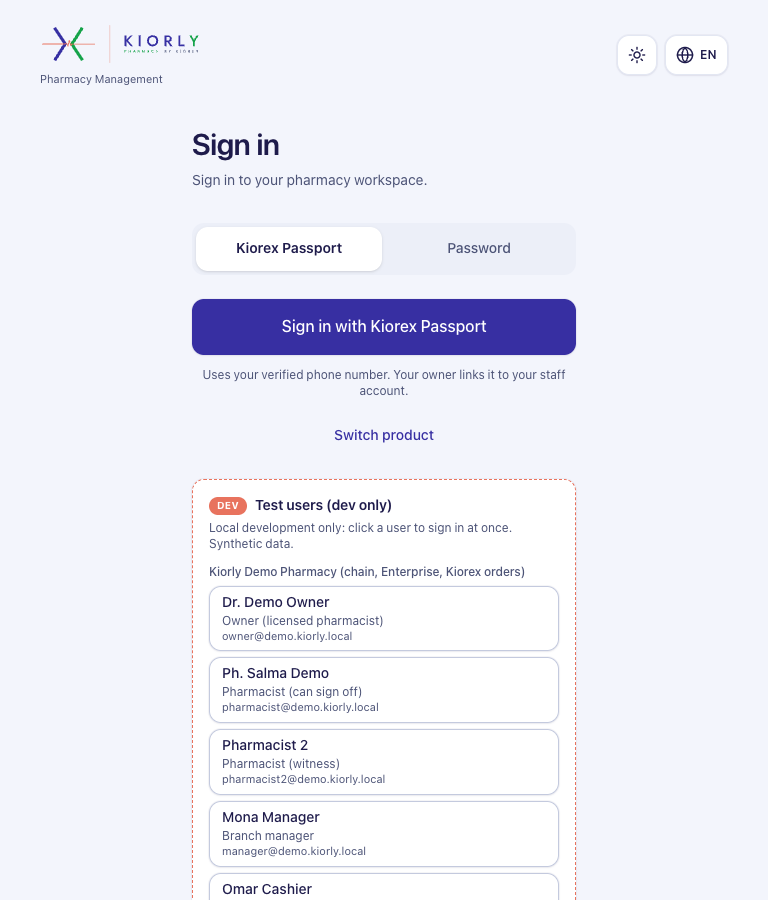 KIORLY
PHARMACY BY KIOREX
Pharmacy Management
EN
Sign in
Sign in to your pharmacy workspace.
Kiorex Passport
Password
Sign in with Kiorex Passport
Uses your verified phone number. Your owner links it to your staff
account.
Switch product
DEV Test users (dev only)
Local development only: click a user to sign in at once.
Synthetic data.
Kiorly Demo Pharmacy (chain, Enterprise, Kiorex orders)
Dr. Demo Owner
Owner (licensed pharmacist)
owner@demo.kiorly.local
Ph. Salma Demo
Pharmacist (can sign off)
pharmacist@demo.kiorly.local
Pharmacist 2
Pharmacist (witness)
pharmacist2@demo.kiorly.local
Mona Manager
Branch manager
manager@demo.kiorly.local
Omar Cashier